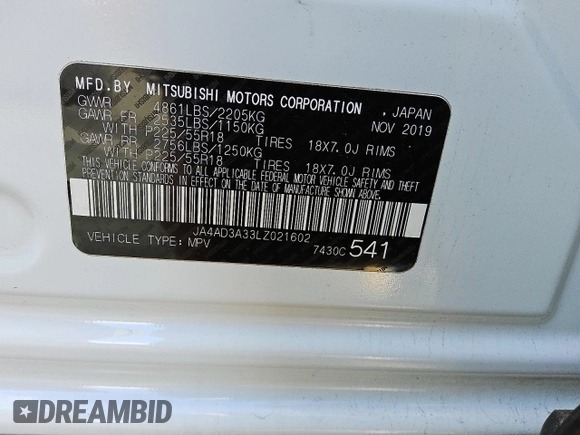 MFD.BY MITSUBISHI MOTORS CORPORATION , JAPAN
GVWR 4861LBS/2205KG NOV 2019
GAWR FR 2535LBS/1150KG
WITH P225/55R18 TIRES 18X7.0J RIMS
GAWR RR 2756LBS/1250KG
WITH P225/55R18 TIRES 18X7.0J RIMS
THIS VEHICLE CONFORMS TO ALL APPLICABLE FEDERAL MOTOR VEHICLE SAFETY AND THEFT
PREVENTION STANDARDS IN EFFECT ON THE DATE OF MANUFACTURE SHOWN ABOVE.
JA4AD3A33LZ021602
VEHICLE TYPE: MPV 7430C 541
DREAMBID